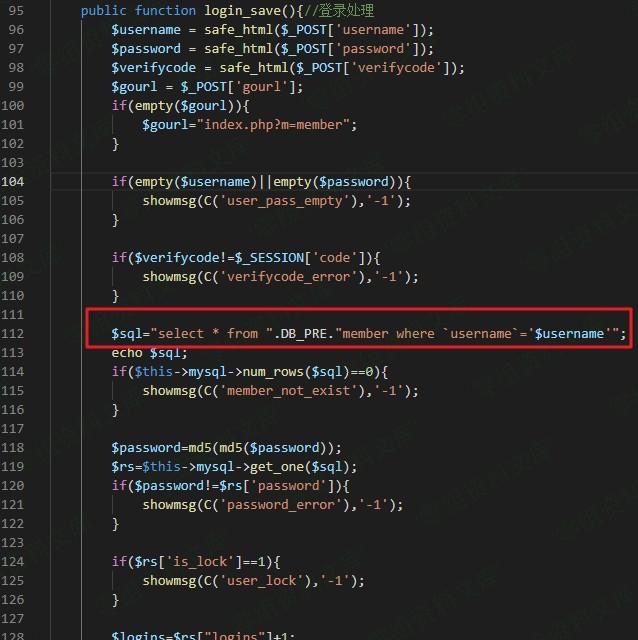 95 public function login_save(){//登录处理
96 $username = safe_html($_POST['username']);
97 $password = safe_html($_POST['password']);
98 $verifycode = safe_html($_POST['verifycode']);
99 $gourl = $_POST['gourl'];
100 if(empty($gourl)){
101 $gourl="index.php?m=member";
102 }
103
104 if(empty($username)||empty($password)){
105 showmsg(C('user_pass_empty'),'-1');
106 }
107
108 if($verifycode!=$_SESSION['code']){
109 showmsg(C('verifycode_error'),'-1');
110 }
111
112 $sql="select * from ".DB_PRE."member where `username`='$username'";
113 echo $sql;
114 if($this->mysql->num_rows($sql)==0){
115 showmsg(C('member_not_exist'),'-1');
116 }
117
118 $password=md5(md5($password));
119 $rs=$this->mysql->get_one($sql);
120 if($password!=$rs['password']){
121 showmsg(C('password_error'),'-1');
122 }
123
124 if($rs['is_lock']==1){
125 showmsg(C('user_lock'),'-1');
126 }
127
128 $logins=$rs["logins"]+1;